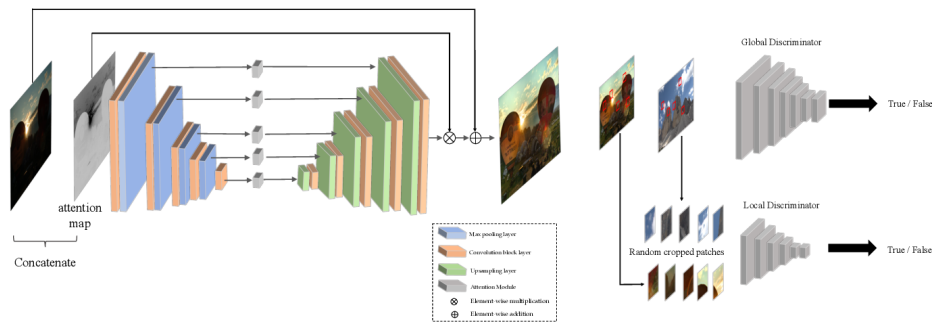 Global Discriminator
True / False
attention
map
Concatenate
Local Discriminator
Random cropped patches
True / False
Max pooling layer
Convolution block layer
Upsampling layer
Attention Module
Element-wise multiplication
Element-wise addition